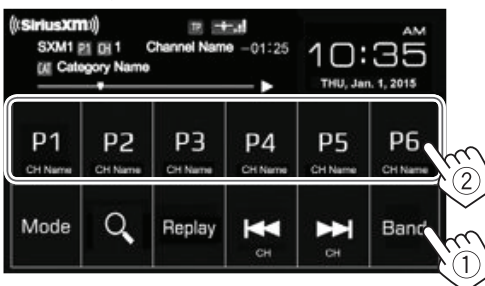 ((SiriusXM))
TP
AM
SXM1 P1 CH 1 Channel Name -01:25
10:35
CAT Category Name
THU, Jan. 1, 2015
P1 P2 P3 P4 P5 P6
CH Name CH Name CH Name CH Name CH Name CH Name
2
Mode Replay Band
CH CH
1